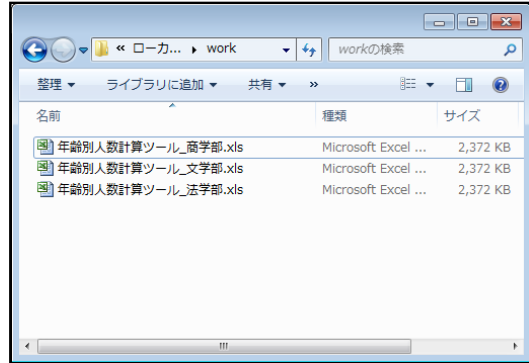 « ローカ... ▸ work workの検索
整理 ▼ ライブラリに追加 ▼ 共有 ▼ »
名前 種類 サイズ
年齢別人数計算ツール_商学部.xls Microsoft Excel ... 2,372 KB
年齢別人数計算ツール_文学部.xls Microsoft Excel ... 2,372 KB
年齢別人数計算ツール_法学部.xls Microsoft Excel ... 2,372 KB